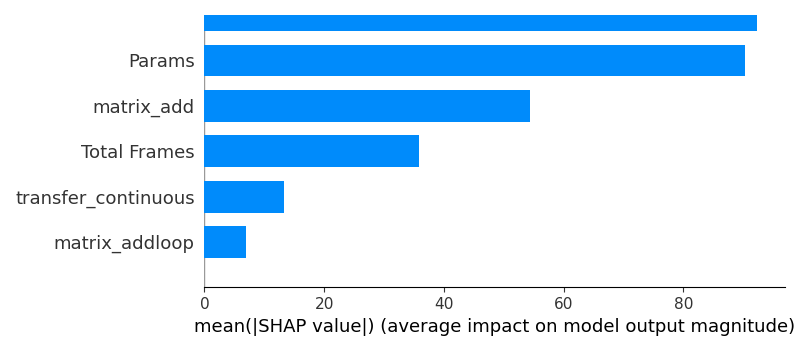 Params
matrix_add
Total Frames
transfer_continuous
matrix_addloop
0 20 40 60 80
mean(|SHAP value|) (average impact on model output magnitude)